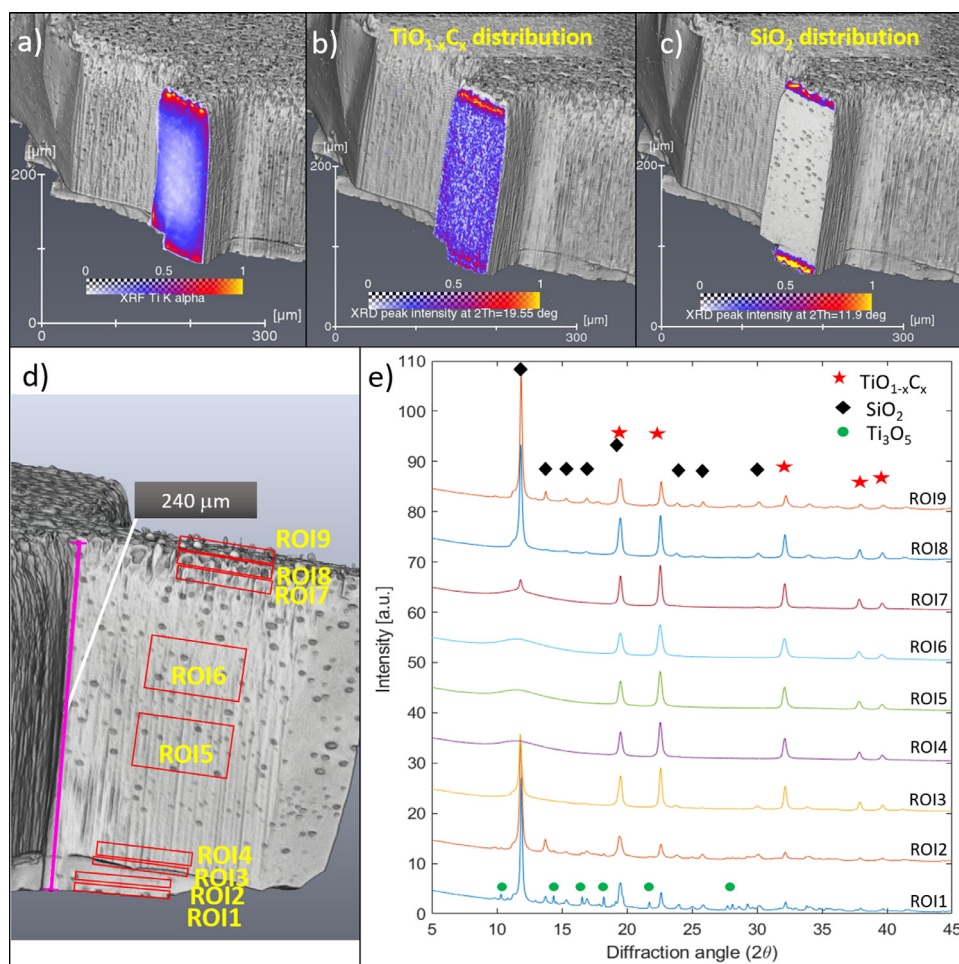 a)
[µm]
200
0
0 0.5 1
XRF Ti K alpha
[µm]
300
b)
TiO1-xCx distribution
[µm]
200
0
0 0.5 1
XRD peak intensity at 2Th=19.55 deg
[µm]
300
c)
SiO2 distribution
[µm]
200
0
0 0.5 1
XRD peak intensity at 2Th=11.9 deg
[µm]
300
d)
240 µm
ROI9
ROI8
ROI7
ROI6
ROI5
ROI4
ROI3
ROI2
ROI1
e)
110
100
90
80
70
60
50
40
30
20
10
0
Intensity [a.u.]
TiO1-xCx
SiO2
Ti3O5
ROI9
ROI8
ROI7
ROI6
ROI5
ROI4
ROI3
ROI2
ROI1
5 10 15 20 25 30 35 40 45
Diffraction angle (2θ)